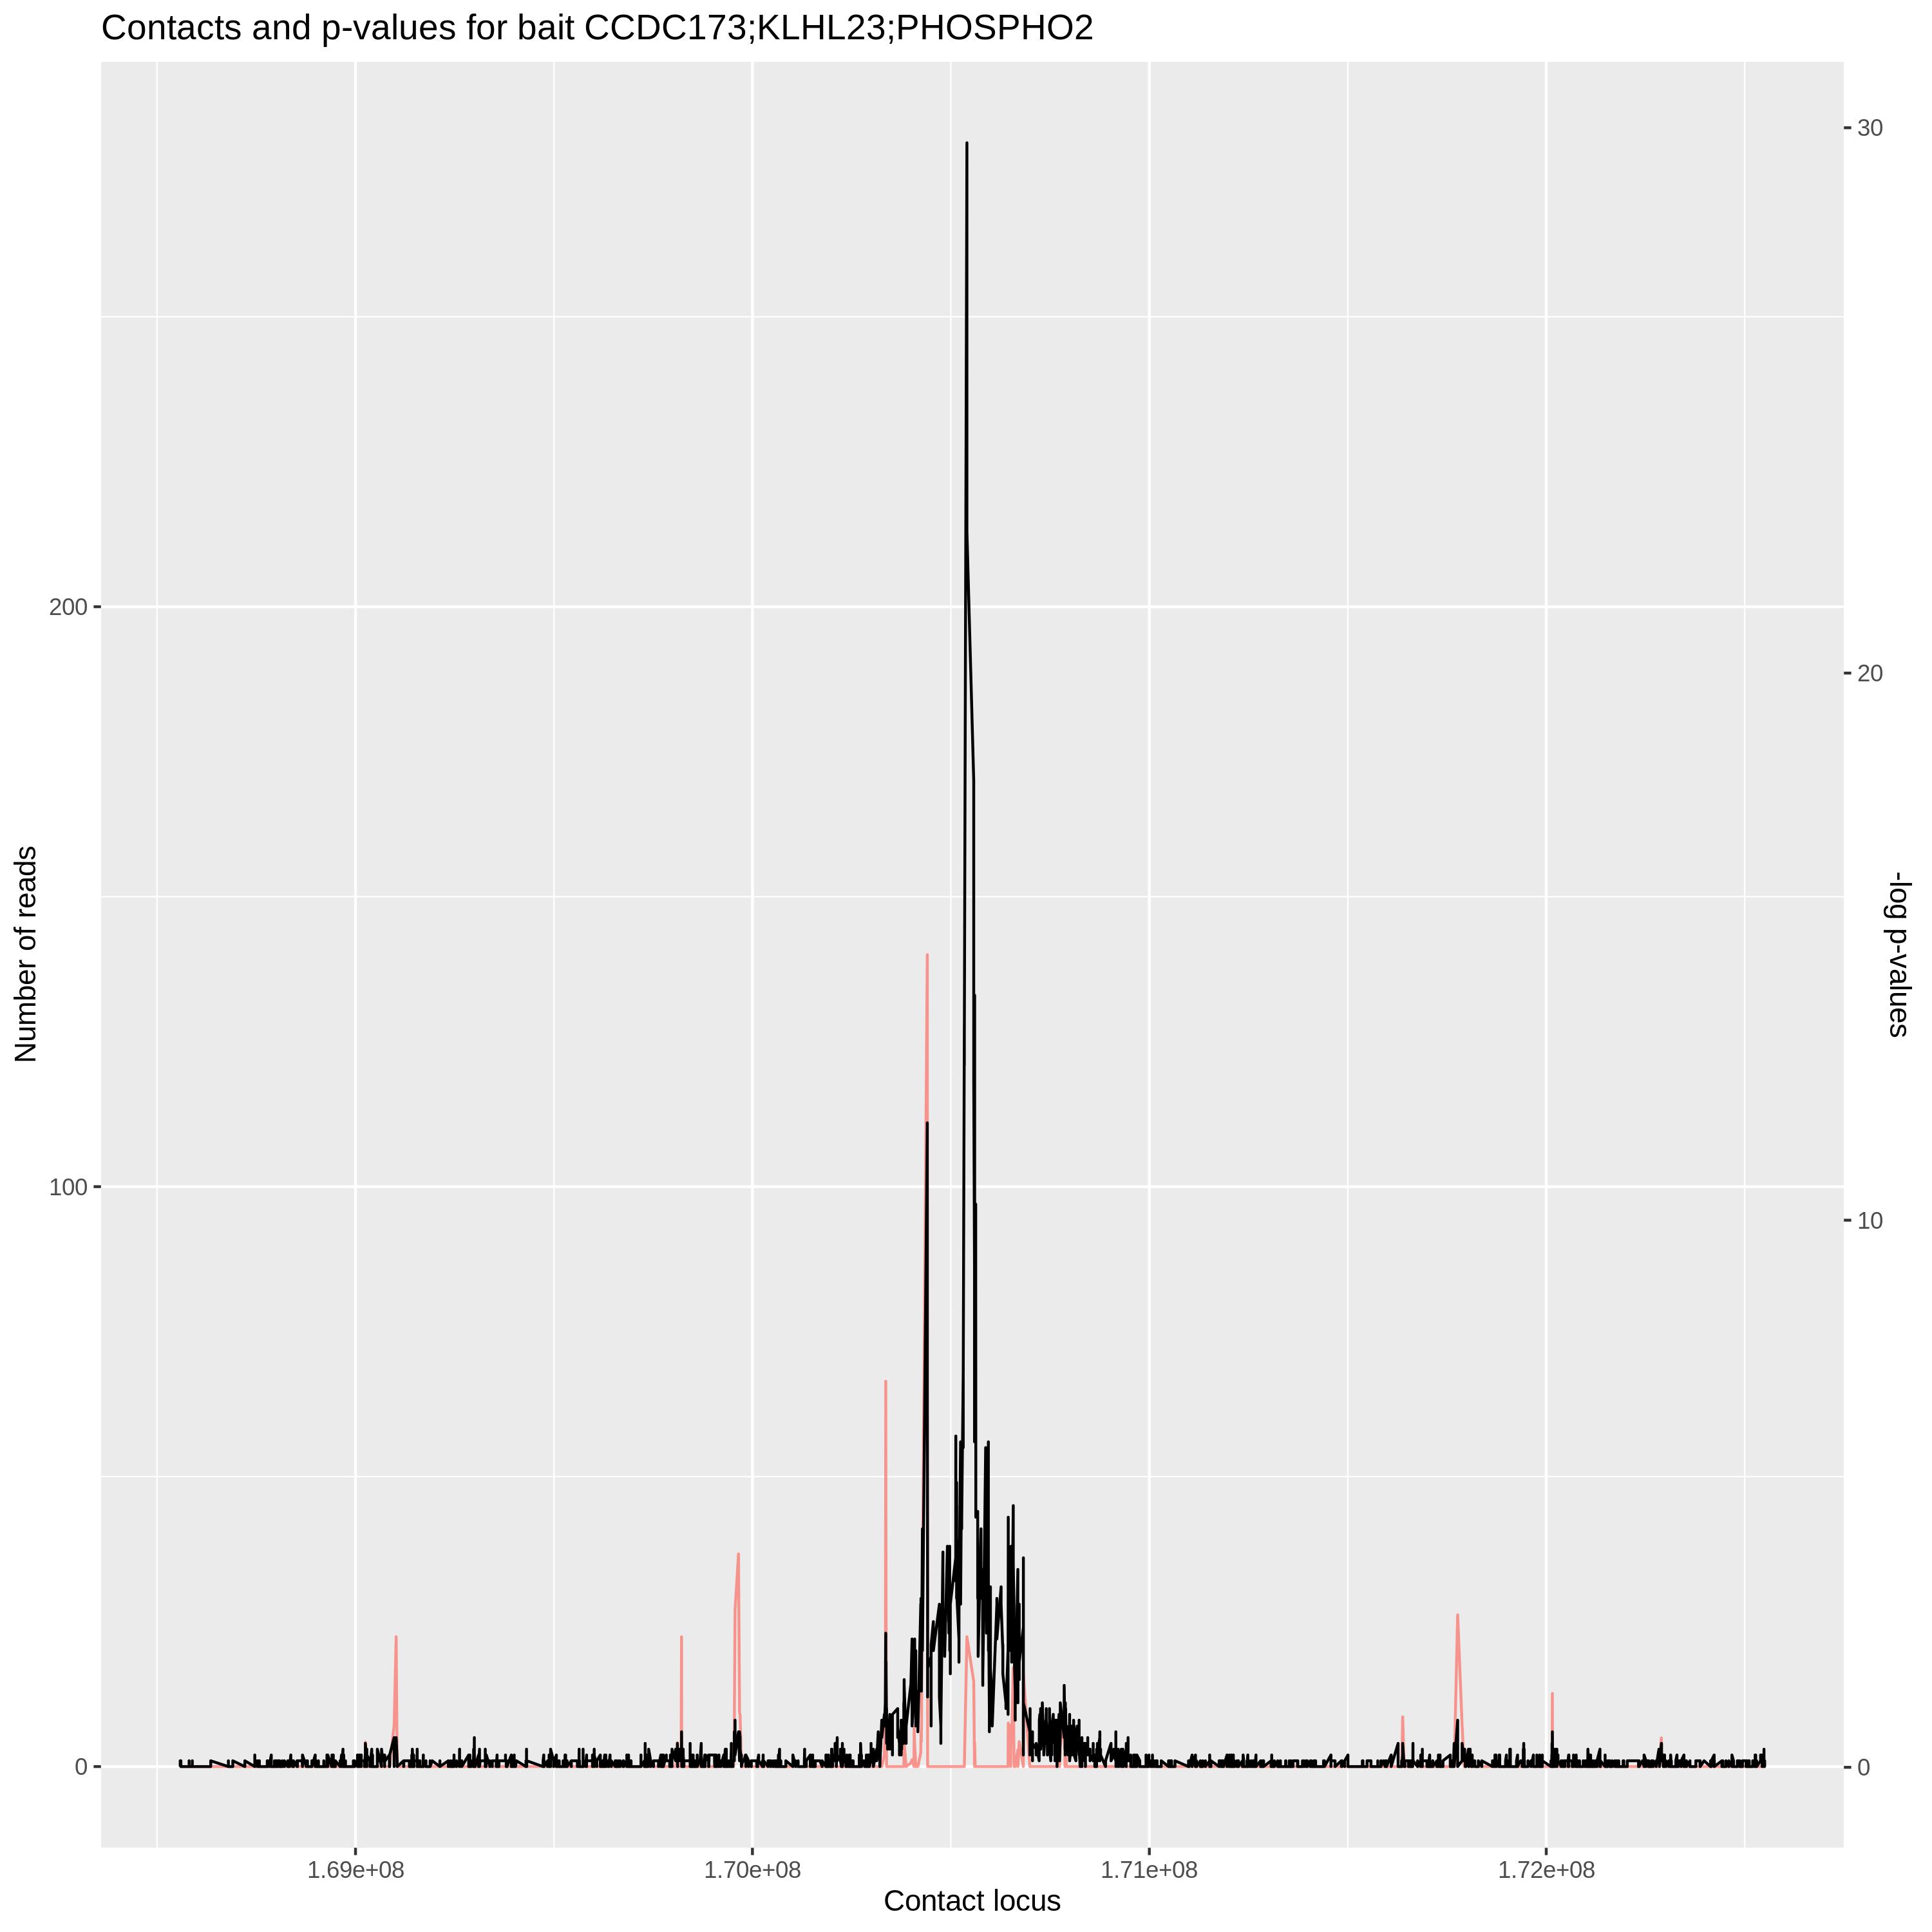 Contacts and p-values for bait CCDC173;KLHL23;PHOSPHO2
30
200
20
Number of reads
-log p-values
100
10
0
0
1.69e+08
1.70e+08
1.71e+08
1.72e+08
Contact locus